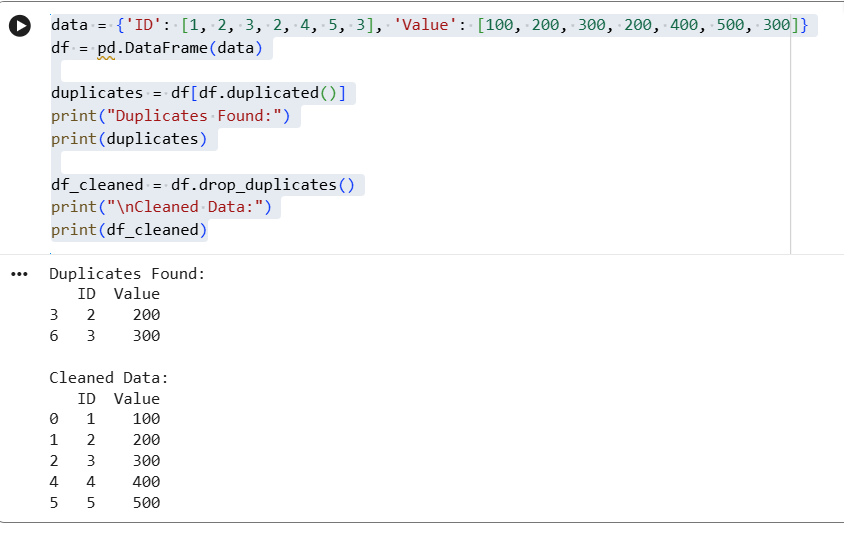 data = {'ID': [1, 2, 3, 2, 4, 5, 3], 'Value': [100, 200, 300, 200, 400, 500, 300]}
df = pd.DataFrame(data)
duplicates = df[df.duplicated()]
print("Duplicates Found:")
print(duplicates)
df_cleaned = df.drop_duplicates()
print("\nCleaned Data:")
print(df_cleaned)
Duplicates Found:
   ID  Value
3   2    200
6   3    300
Cleaned Data:
   ID  Value
0   1    100
1   2    200
2   3    300
4   4    400
5   5    500